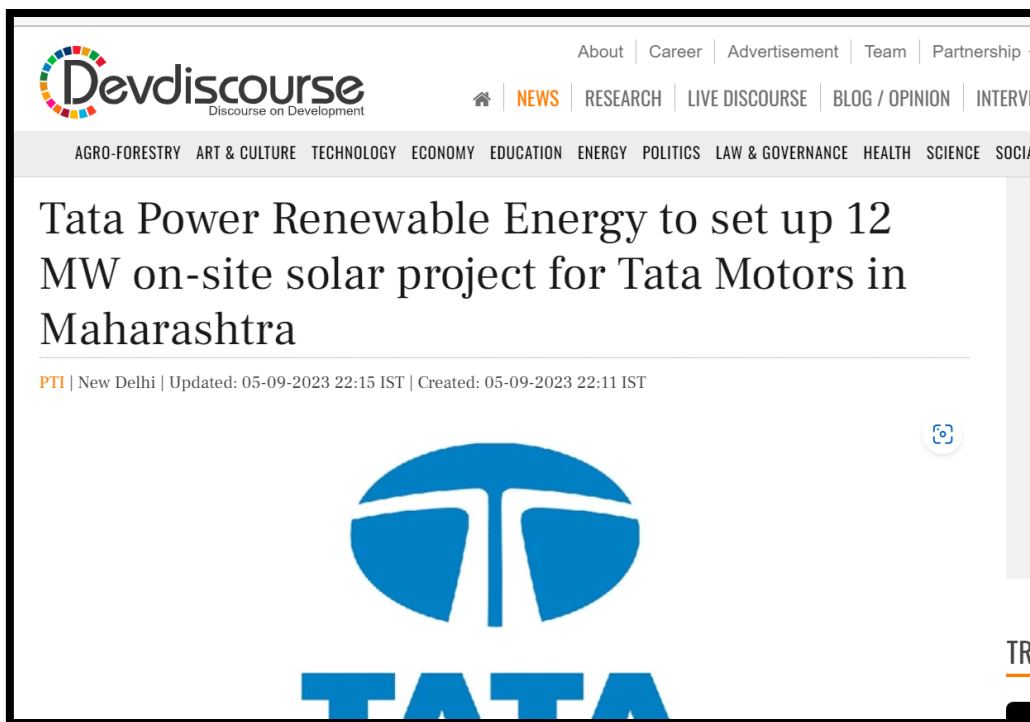 About Career Advertisement Team Partnership
Devdiscourse
Discourse on Development
NEWS RESEARCH LIVE DISCOURSE BLOG / OPINION
AGRO-FORESTRY ART & CULTURE TECHNOLOGY ECONOMY EDUCATION ENERGY POLITICS LAW & GOVERNANCE HEALTH SCIENCE
Tata Power Renewable Energy to set up 12
MW on-site solar project for Tata Motors in
Maharashtra
PTI | New Delhi | Updated: 05-09-2023 22:15 IST | Created: 05-09-2023 22:11 IST
TATA